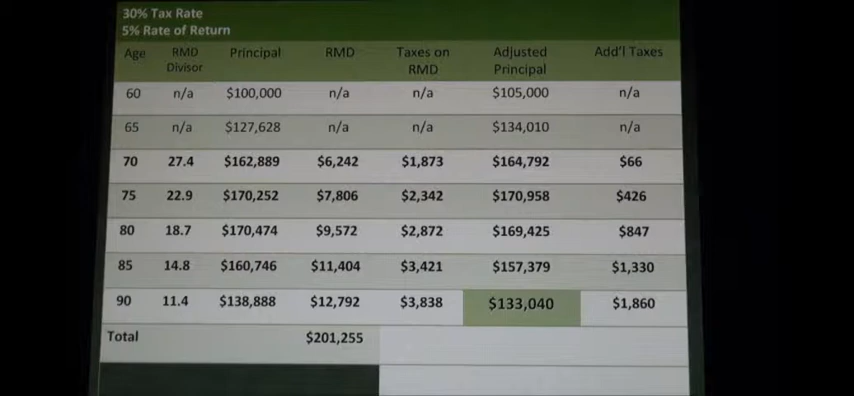 30% Tax Rate
5% Rate of Return
Age RMD Divisor Principal RMD Taxes on RMD Adjusted Principal Add'l Taxes
60 n/a $100,000 n/a n/a $105,000 n/a
65 n/a $127,628 n/a n/a $134,010 n/a
70 27.4 $162,889 $6,242 $1,873 $164,792 $66
75 22.9 $170,252 $7,806 $2,342 $170,958 $426
80 18.7 $170,474 $9,572 $2,872 $169,425 $847
85 14.8 $160,746 $11,404 $3,421 $157,379 $1,330
90 11.4 $138,888 $12,792 $3,838 $133,040 $1,860
Total $201,255